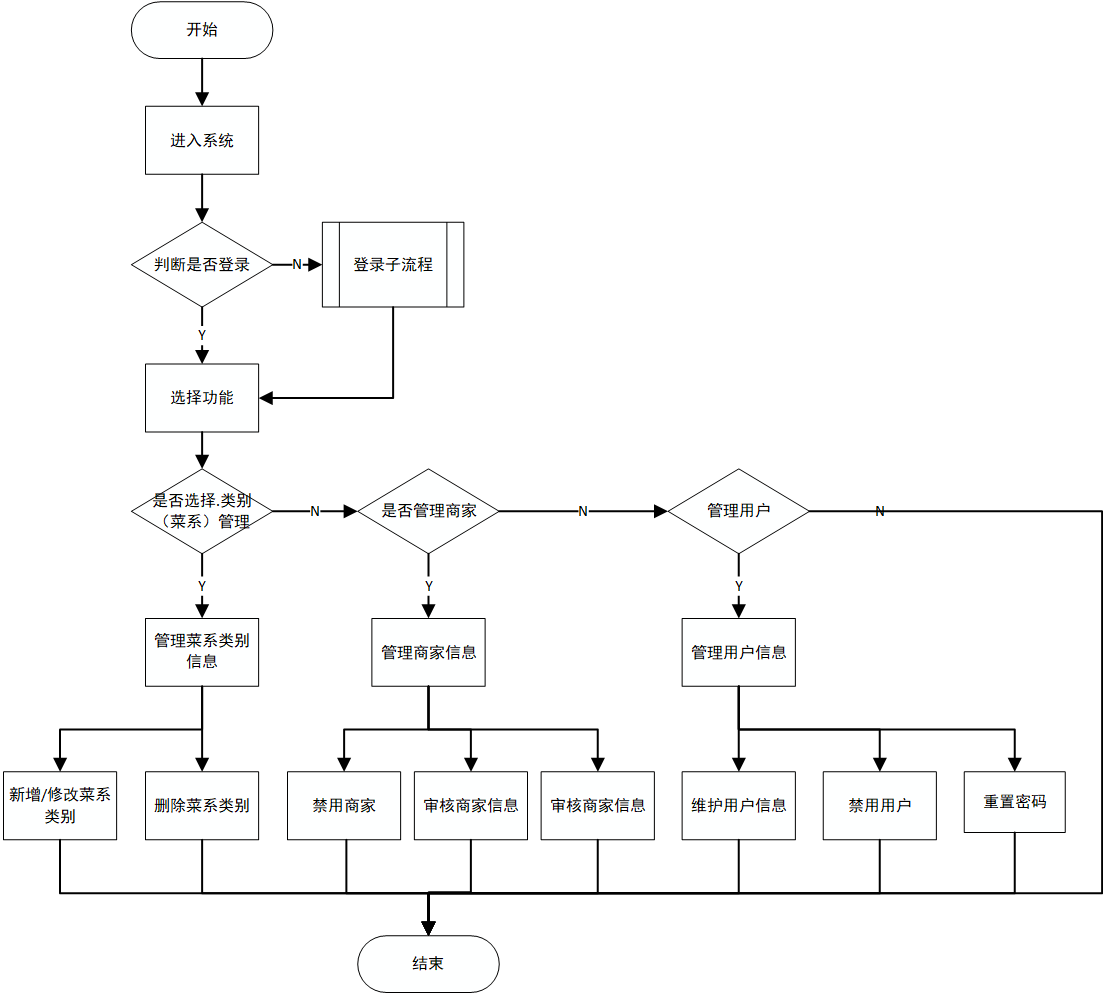 开始
进入系统
判断是否登录
N
登录子流程
Y
选择功能
是否选择.类别
（菜系）管理
N
是否管理商家
N
管理用户
N
Y
Y
Y
管理菜系类别
信息
管理商家信息
管理用户信息
新增/修改菜系
类别
删除菜系类别
禁用商家
审核商家信息
审核商家信息
维护用户信息
禁用用户
重置密码
结束